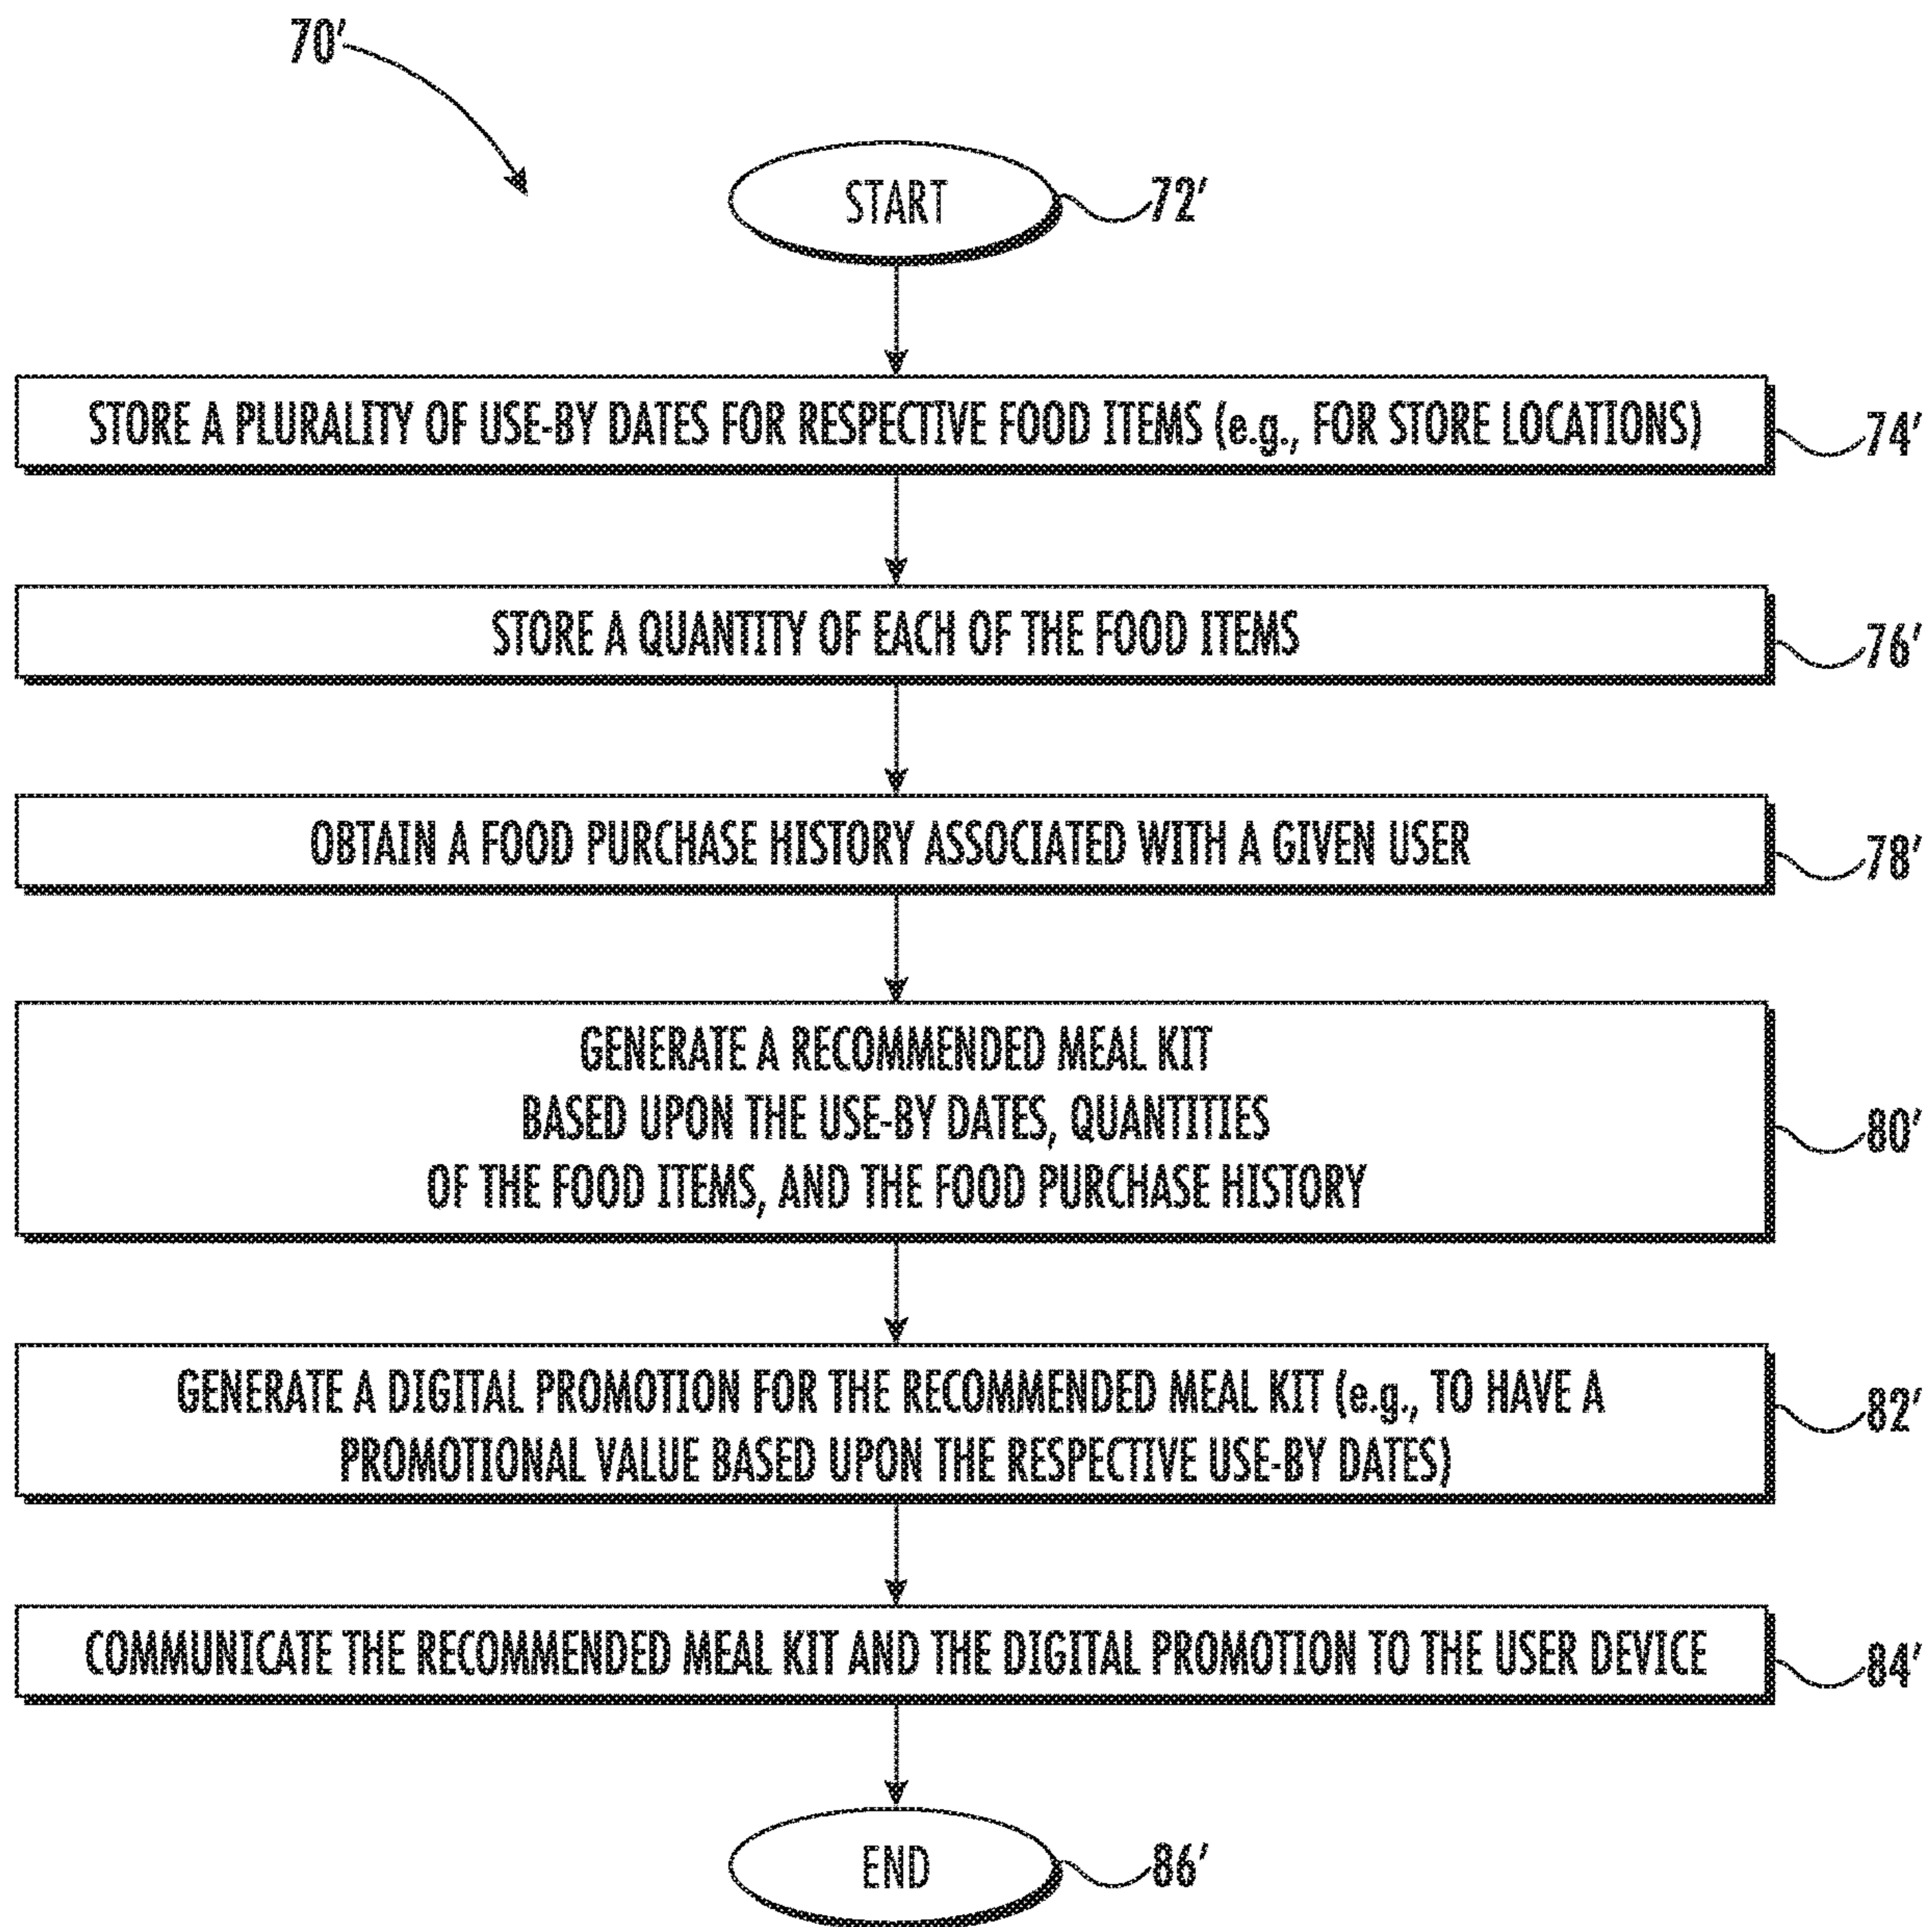 70′
START
72′
STORE A PLURALITY OF USE-BY DATES FOR RESPECTIVE FOOD ITEMS (e.g., FOR STORE LOCATIONS)
74′
STORE A QUANTITY OF EACH OF THE FOOD ITEMS
76′
OBTAIN A FOOD PURCHASE HISTORY ASSOCIATED WITH A GIVEN USER
78′
GENERATE A RECOMMENDED MEAL KIT
BASED UPON THE USE-BY DATES, QUANTITIES
OF THE FOOD ITEMS, AND THE FOOD PURCHASE HISTORY
80′
GENERATE A DIGITAL PROMOTION FOR THE RECOMMENDED MEAL KIT (e.g., TO HAVE A
PROMOTIONAL VALUE BASED UPON THE RESPECTIVE USE-BY DATES)
82′
COMMUNICATE THE RECOMMENDED MEAL KIT AND THE DIGITAL PROMOTION TO THE USER DEVICE
84′
END
86′